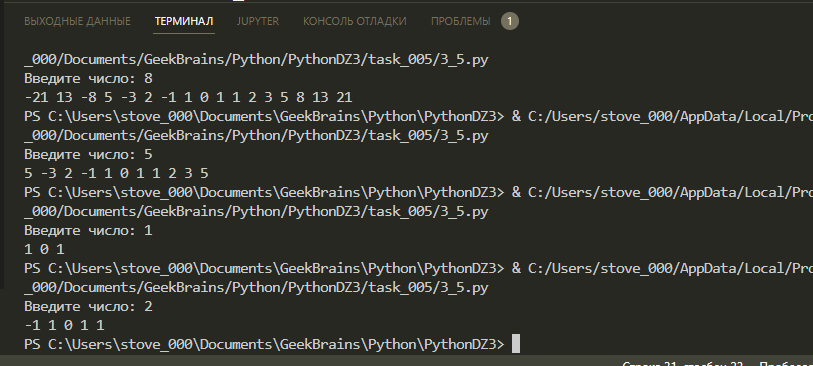 ВЫХОДНЫЕ ДАННЫЕ ТЕРМИНАЛ JUPYTER КОНСОЛЬ ОТЛАДКИ ПРОБЛЕМЫ 1
_000/Documents/GeekBrains/Python/PythonDZ3/task_005/3_5.py
Введите число: 8
-21 13 -8 5 -3 2 -1 1 0 1 1 2 3 5 8 13 21
PS C:\Users\stove_000\Documents\GeekBrains\Python\PythonDZ3> & C:/Users/stove_000/AppData/Local/Pro
_000/Documents/GeekBrains/Python/PythonDZ3/task_005/3_5.py
Введите число: 5
5 -3 2 -1 1 0 1 1 2 3 5
PS C:\Users\stove_000\Documents\GeekBrains\Python\PythonDZ3> & C:/Users/stove_000/AppData/Local/Pro
_000/Documents/GeekBrains/Python/PythonDZ3/task_005/3_5.py
Введите число: 1
1 0 1
PS C:\Users\stove_000\Documents\GeekBrains\Python\PythonDZ3> & C:/Users/stove_000/AppData/Local/Pro
_000/Documents/GeekBrains/Python/PythonDZ3/task_005/3_5.py
Введите число: 2
-1 1 0 1 1
PS C:\Users\stove_000\Documents\GeekBrains\Python\PythonDZ3>